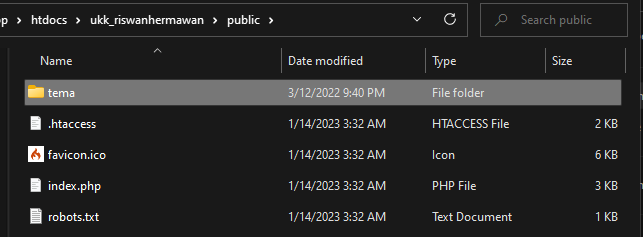 htdocs > ukk_riswanhermawan > public >
Search public
Name Date modified Type Size
tema 3/12/2022 9:40 PM File folder
.htaccess 1/14/2023 3:32 AM HTACCESS File 2 KB
favicon.ico 1/14/2023 3:32 AM Icon 6 KB
index.php 1/14/2023 3:32 AM PHP File 3 KB
robots.txt 1/14/2023 3:32 AM Text Document 1 KB